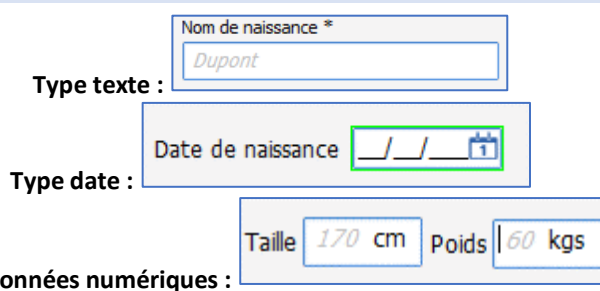 Nom de naissance *
Dupont
Type texte :
Date de naissance __/__/____ 1
Type date :
Taille 170 cm Poids 60 kgs
onnées numériques :